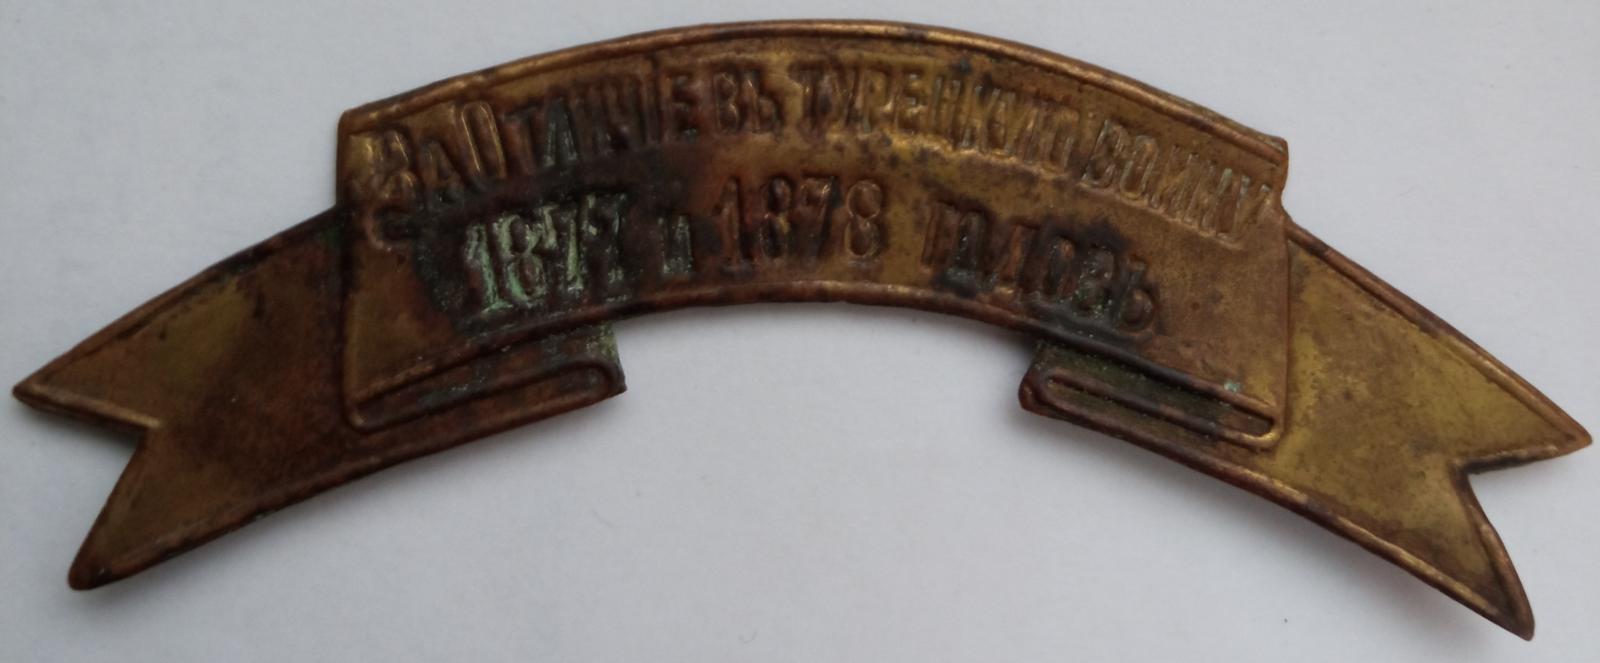 За Отличіе въ турецкую войну
1877 и 1878 годовъ.